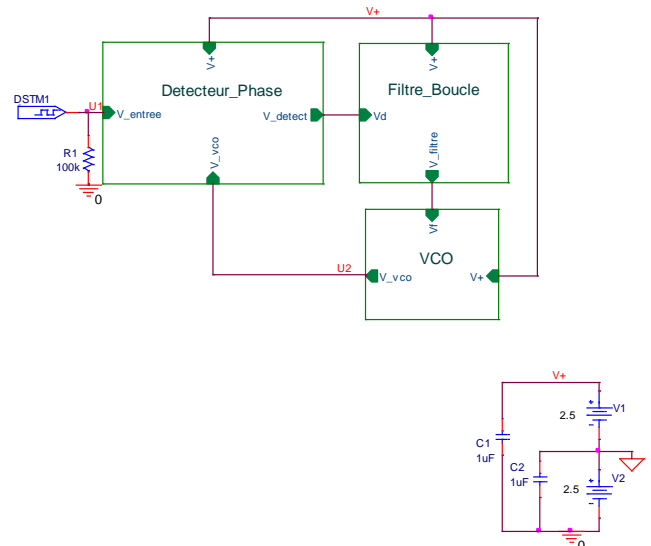 V+
V+
V+
Detecteur_Phase
Filtre_Boucle
DSTM1
U1
V_entree
V_detect
Vd
R1
100k
V_vco
V_filtre
0
Vf
VCO
U2
V_vco
V+
V+
V1
2.5
C1
1uF
C2
1uF
V2
2.5
0